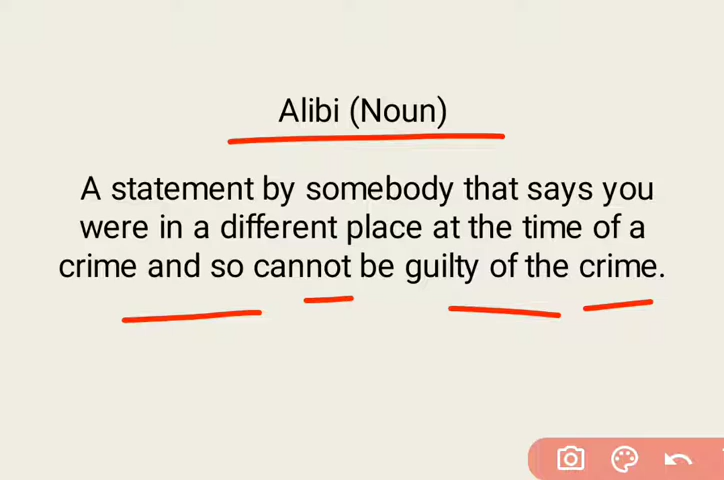 Alibi (Noun)
A statement by somebody that says you
were in a different place at the time of a
crime and so cannot be guilty of the crime.